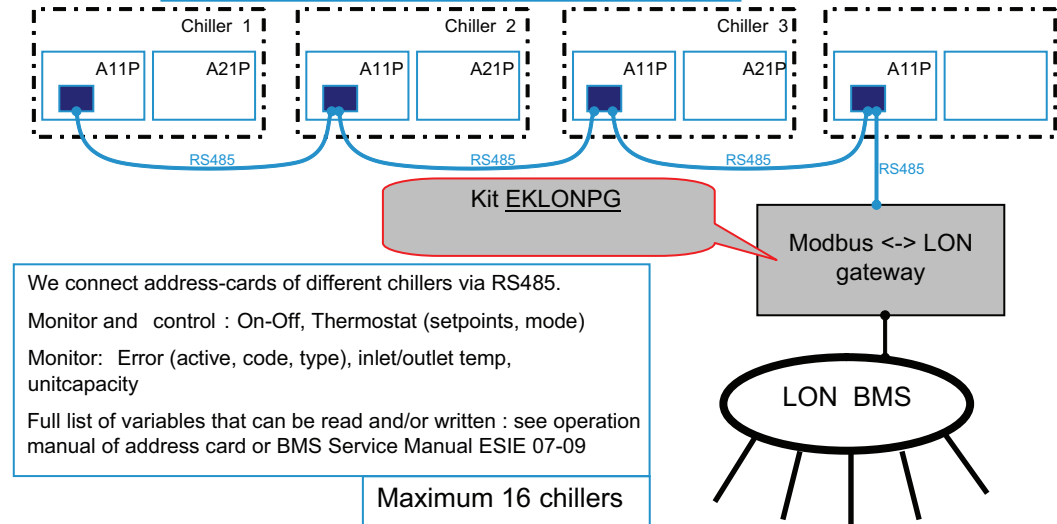 Chiller 1
Chiller 2
Chiller 3
A11P
A21P
A11P
A21P
A11P
A21P
A11P
RS485
RS485
RS485
RS485
Kit EKLONPG
Modbus <-> LON
gateway
We connect address-cards of different chillers via RS485.
Monitor and control : On-Off, Thermostat (setpoints, mode)
Monitor: Error (active, code, type), inlet/outlet temp,
unitcapacity
Full list of variables that can be read and/or written : see operation
manual of address card or BMS Service Manual ESIE 07-09
LON BMS
Maximum 16 chillers